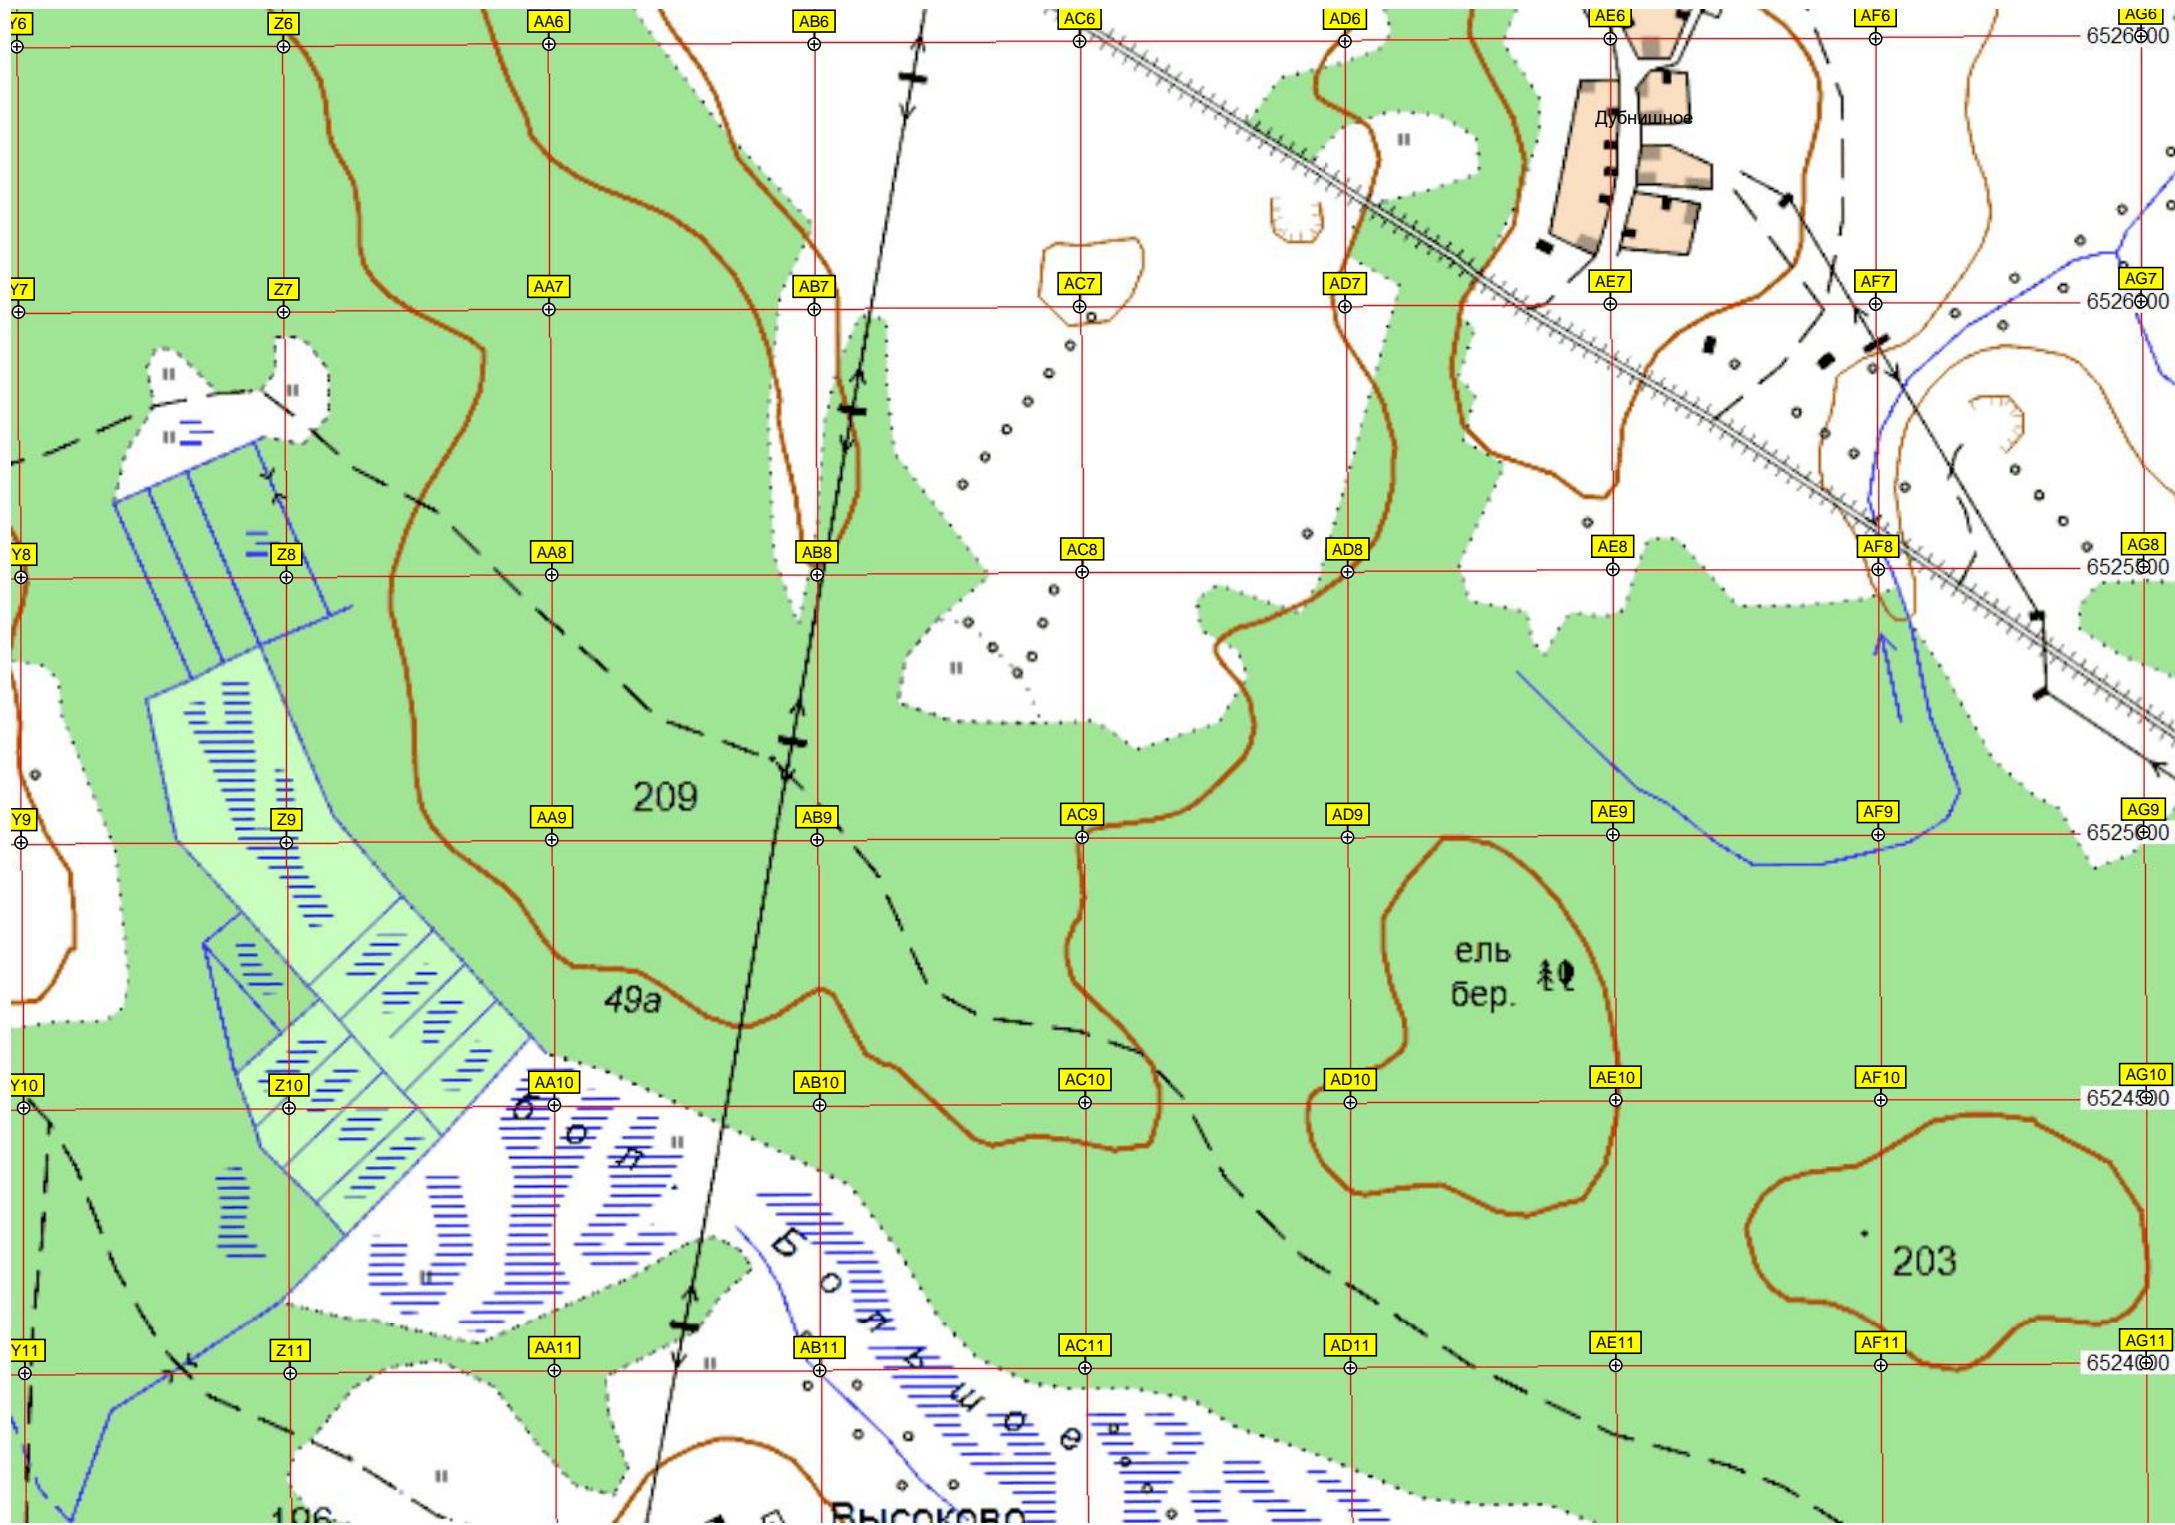 Y6 Z6 AA6 AB6 AC6 AD6 AE6 AF6 AG6
Дубнишное
Y7 Z7 AA7 AB7 AC7 AD7 AE7 AF7 AG7
Y8 Z8 AA8 AB8 AC8 AD8 AE8 AF8 AG8
209
Y9 Z9 AA9 AB9 AC9 AD9 AE9 AF9 AG9
ель
бер.
49а
Y10 Z10 AA10 AB10 AC10 AD10 AE10 AF10 AG10
бол.
Большое
203
Y11 Z11 AA11 AB11 AC11 AD11 AE11 AF11 AG11
196
Высоково